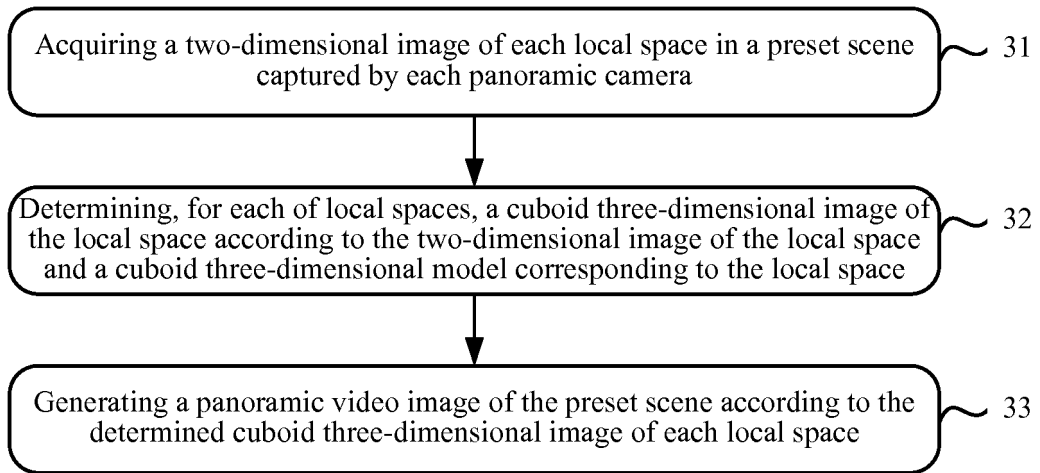 Acquiring a two-dimensional image of each local space in a preset scene
captured by each panoramic camera
31
Determining, for each of local spaces, a cuboid three-dimensional image of
the local space according to the two-dimensional image of the local space
and a cuboid three-dimensional model corresponding to the local space
32
Generating a panoramic video image of the preset scene according to the
determined cuboid three-dimensional image of each local space
33